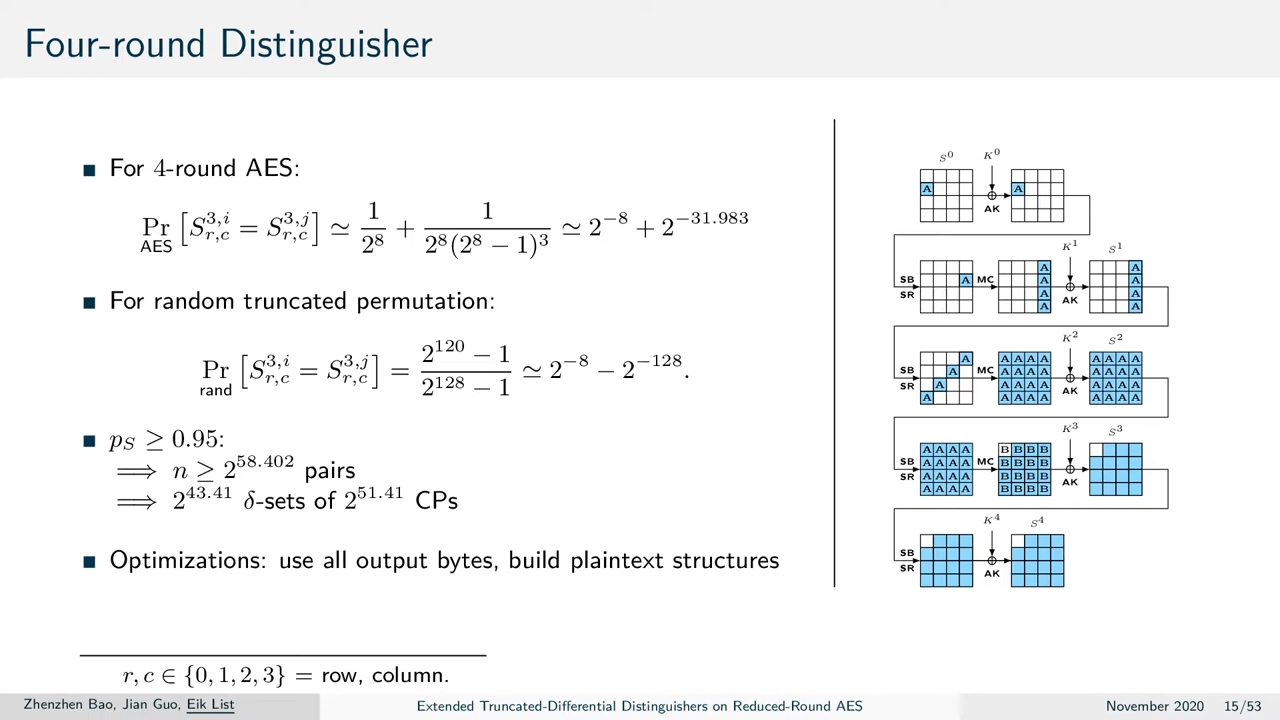 Four-round Distinguisher
■ For 4-round AES:
Pr_AES [S^{3,i}_{r,c} = S^{3,j}_{r,c}] ≃ 1/2^8 + 1/(2^8(2^8 − 1)^3) ≃ 2^{−8} + 2^{−31.983}
■ For random truncated permutation:
Pr_rand [S^{3,i}_{r,c} = S^{3,j}_{r,c}] = (2^{120} − 1)/(2^{128} − 1) ≃ 2^{−8} − 2^{−128}.
■ p_S ≥ 0.95:
⟹ n ≥ 2^{58.402} pairs
⟹ 2^{43.41} δ-sets of 2^{51.41} CPs
■ Optimizations: use all output bytes, build plaintext structures
r, c ∈ {0, 1, 2, 3} = row, column.
S^0 K^0
A A
AK
K^1 S^1
A A
SB A MC A A
SR A AK A
A A
K^2 S^2
A A A A A A A A A
SB A MC A A A A A A A A
SR A A A A A AK A A A A
A A A A A A A A A
K^3 S^3
A A A A B B B B
SB A A A A MC B B B B
SR A A A A B B B B AK
A A A A B B B B
K^4 S^4
SB
SR AK
Zhenzhen Bao, Jian Guo, Eik List
Extended Truncated-Differential Distinguishers on Reduced-Round AES
November 2020 15/53